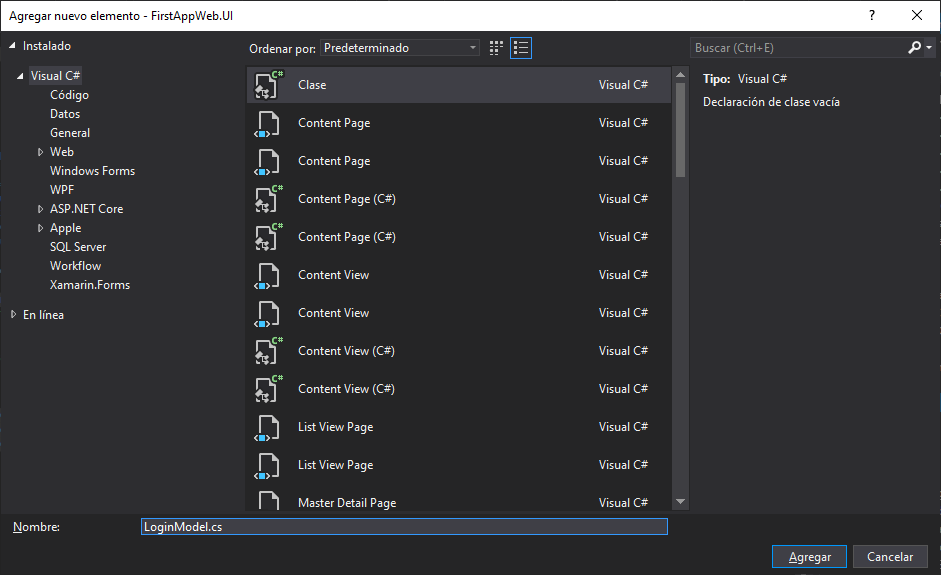 Agregar nuevo elemento - FirstAppWeb.UI
?
Instalado
Ordenar por: Predeterminado
Buscar (Ctrl+E)
Visual C#
Código
Datos
General
Web
Windows Forms
WPF
ASP.NET Core
Apple
SQL Server
Workflow
Xamarin.Forms
En línea
C# Clase Visual C#
Content Page Visual C#
Content Page Visual C#
C# Content Page (C#) Visual C#
C# Content Page (C#) Visual C#
Content View Visual C#
Content View Visual C#
C# Content View (C#) Visual C#
C# Content View (C#) Visual C#
List View Page Visual C#
List View Page Visual C#
Master Detail Page Visual C#
Tipo: Visual C#
Declaración de clase vacía
Nombre: LoginModel.cs
Agregar Cancelar